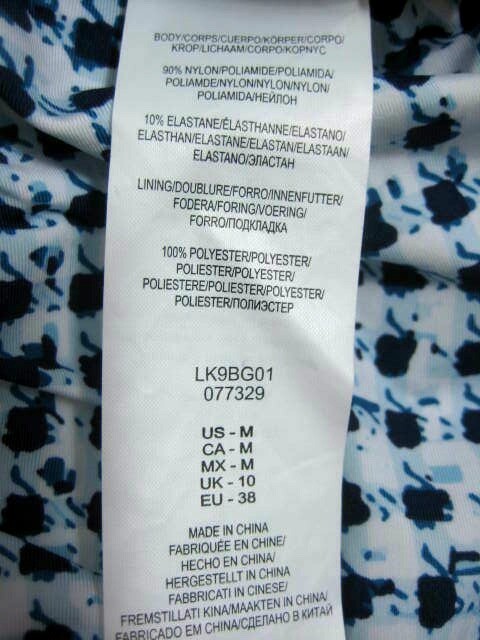 BODY/CORPS/CUERPO/KÖRPER/CORPO/
KROP/LICHAAM/CORPO/КОРПУС
90% NYLON/POLIAMIDE/POLIAMIDA/
POLIAMDE/NYLON/NYLON/NYLON/
POLIAMIDA/НЕЙЛОН
10% ELASTANE/ÉLASTHANNE/ELASTANO/
ELASTHAN/ELASTANE/ELASTAN/ELASTAAN/
ELASTANO/ЭЛАСТАН
LINING/DOUBLURE/FORRO/INNENFUTTER/
FODERA/FORING/VOERING/
FORRO/ПОДКЛАДКА
100% POLYESTER/POLYESTER/
POLIESTER/POLYESTER/
POLIESTERE/POLIESTER/POLYESTER/
POLIESTER/ПОЛИЭСТЕР
LK9BG01
077329
US - M
CA - M
MX - M
UK - 10
EU - 38
MADE IN CHINA
FABRIQUÉE EN CHINE/
HECHO EN CHINA/
HERGESTELLT IN CHINA
FABBRICATI IN CINESE/
FREMSTILLATI KINA/MAAKTEN IN CHINA/
FABRICADO EM CHINA/СДЕЛАНО В КИТАЙ